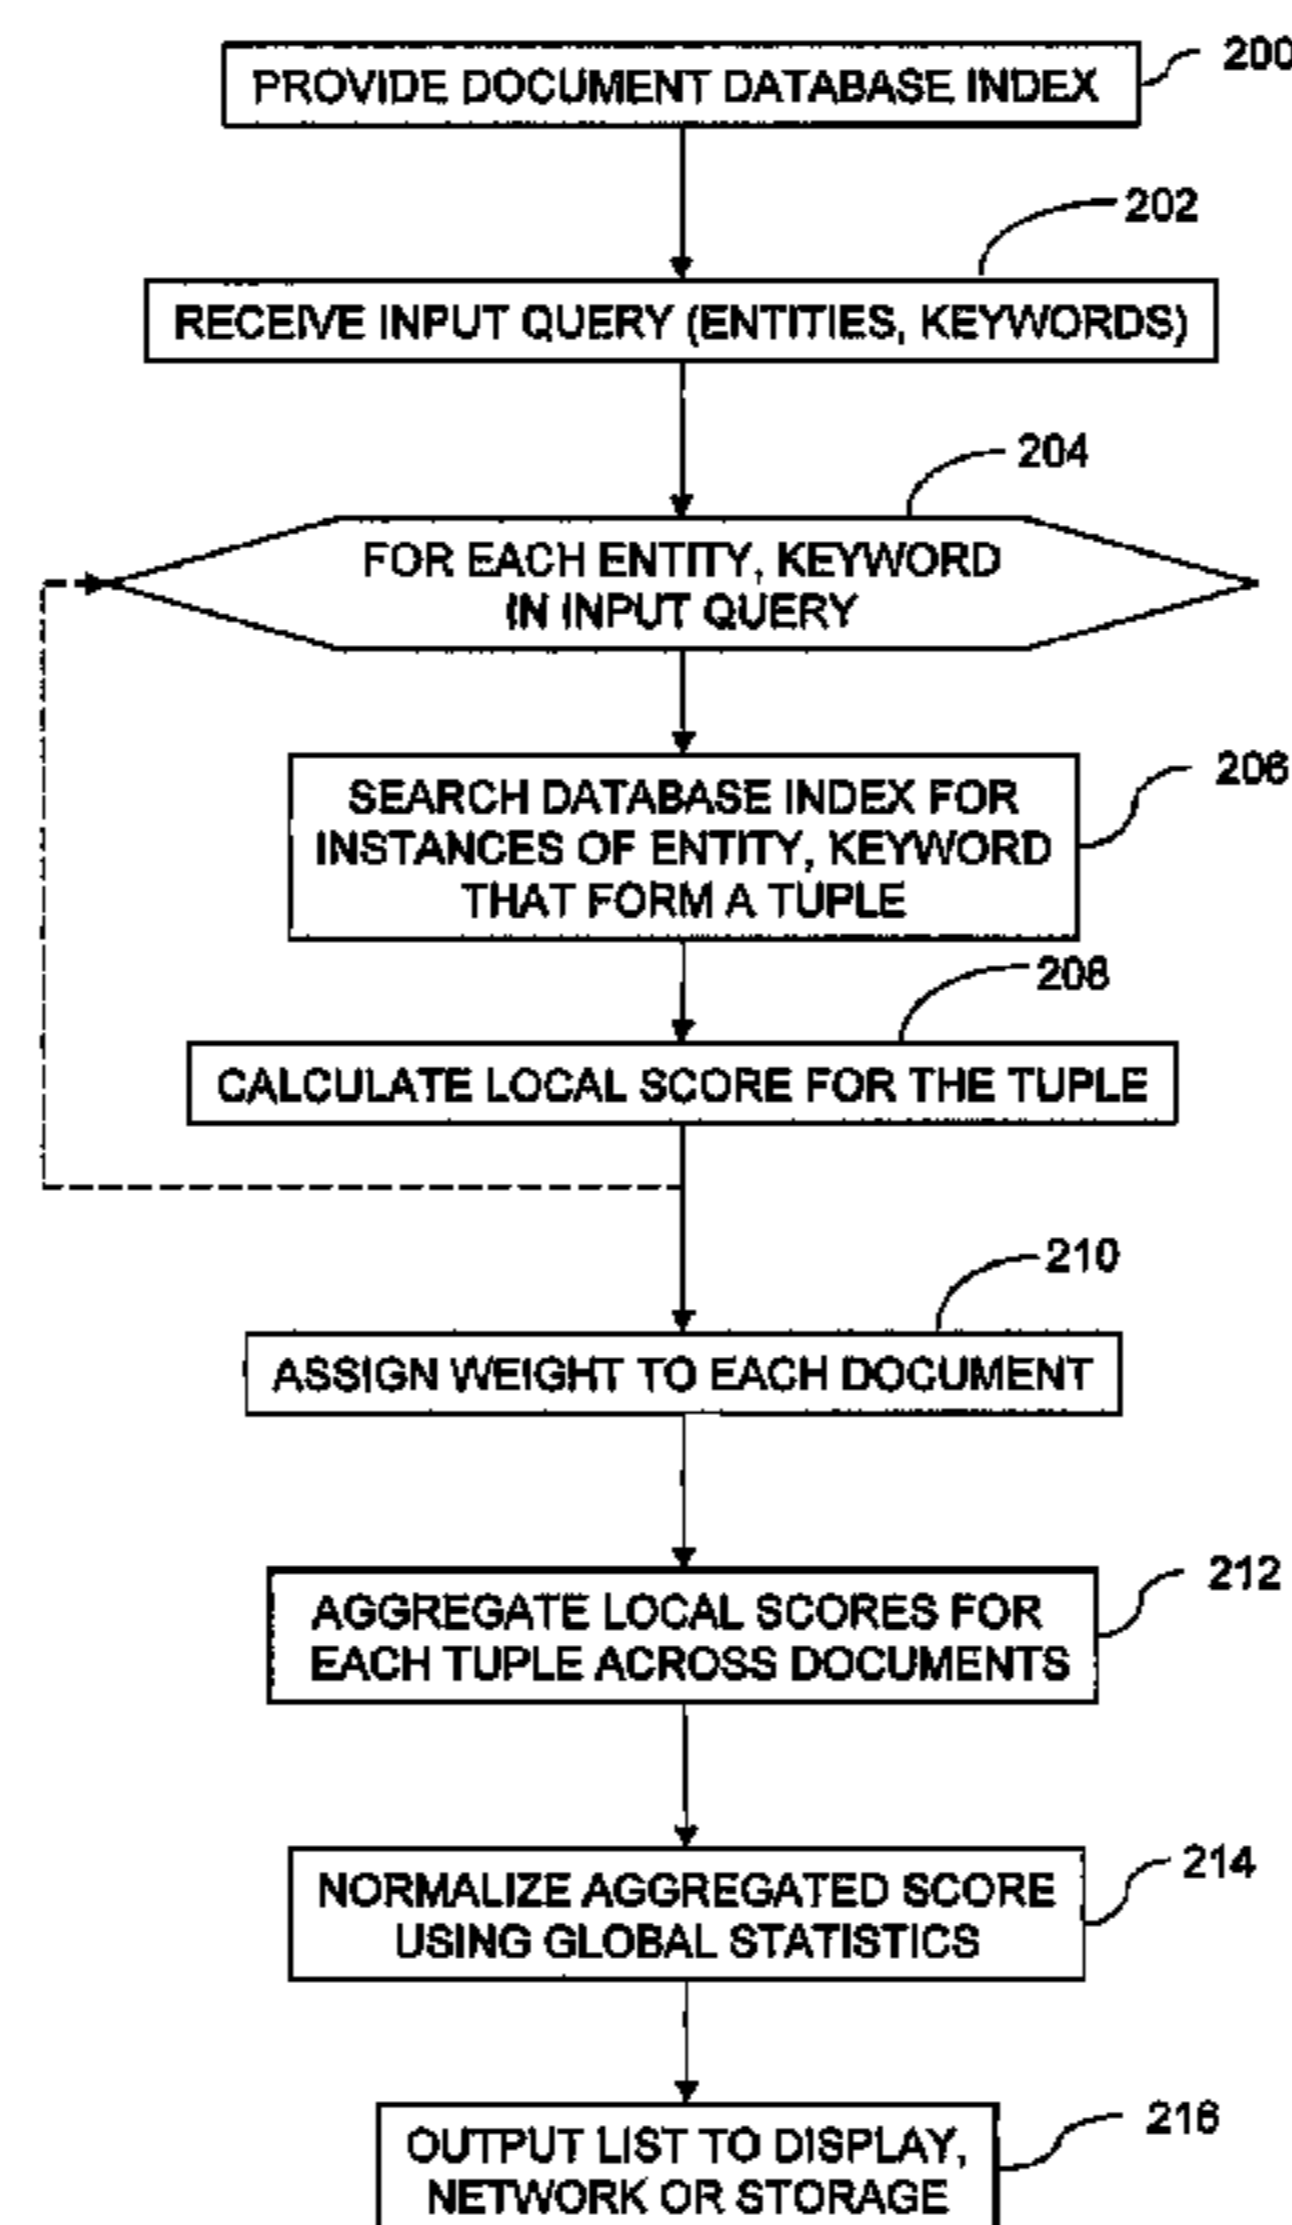 200
PROVIDE DOCUMENT DATABASE INDEX
202
RECEIVE INPUT QUERY (ENTITIES, KEYWORDS)
204
FOR EACH ENTITY, KEYWORD
IN INPUT QUERY
206
SEARCH DATABASE INDEX FOR
INSTANCES OF ENTITY, KEYWORD
THAT FORM A TUPLE
208
CALCULATE LOCAL SCORE FOR THE TUPLE
210
ASSIGN WEIGHT TO EACH DOCUMENT
212
AGGREGATE LOCAL SCORES FOR
EACH TUPLE ACROSS DOCUMENTS
214
NORMALIZE AGGREGATED SCORE
USING GLOBAL STATISTICS
216
OUTPUT LIST TO DISPLAY,
NETWORK OR STORAGE